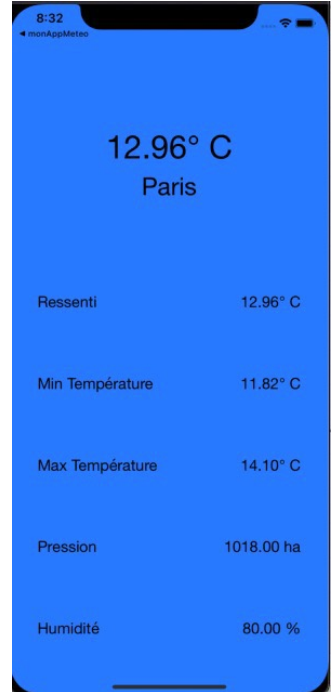 8:32
◀ monAppMeteo
12.96° C
Paris
Ressenti 12.96° C
Min Température 11.82° C
Max Température 14.10° C
Pression 1018.00 ha
Humidité 80.00 %